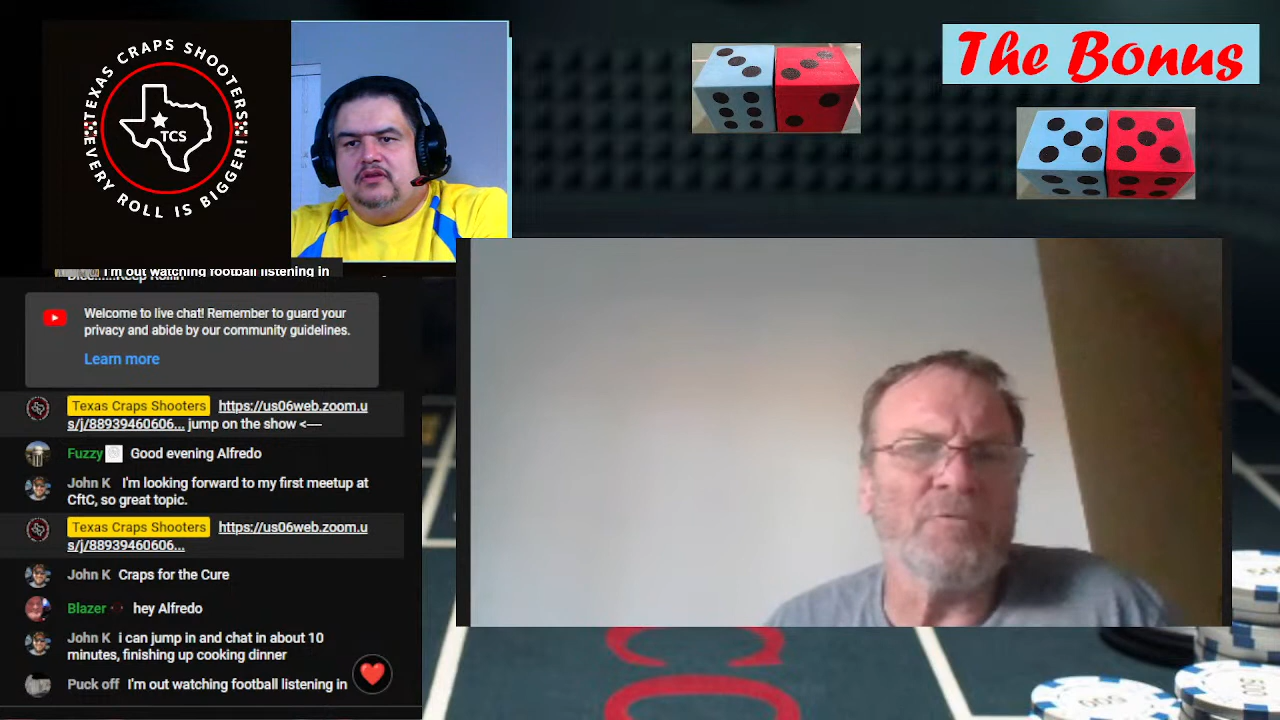 TEXAS CRAPS SHOOTERS
TCS
EVERY ROLL IS BIGGER!
The Bonus
I'm out watching football listening in
Welcome to live chat! Remember to guard your
privacy and abide by our community guidelines.
Learn more
Texas Craps Shooters https://us06web.zoom.u
s/j/88939460606... jump on the show <—
Fuzzy Good evening Alfredo
John K I'm looking forward to my first meetup at
CftC, so great topic.
Texas Craps Shooters https://us06web.zoom.u
s/j/88939460606...
John K Craps for the Cure
Blazer hey Alfredo
John K i can jump in and chat in about 10
minutes, finishing up cooking dinner
Puck off I'm out watching football listening in
500